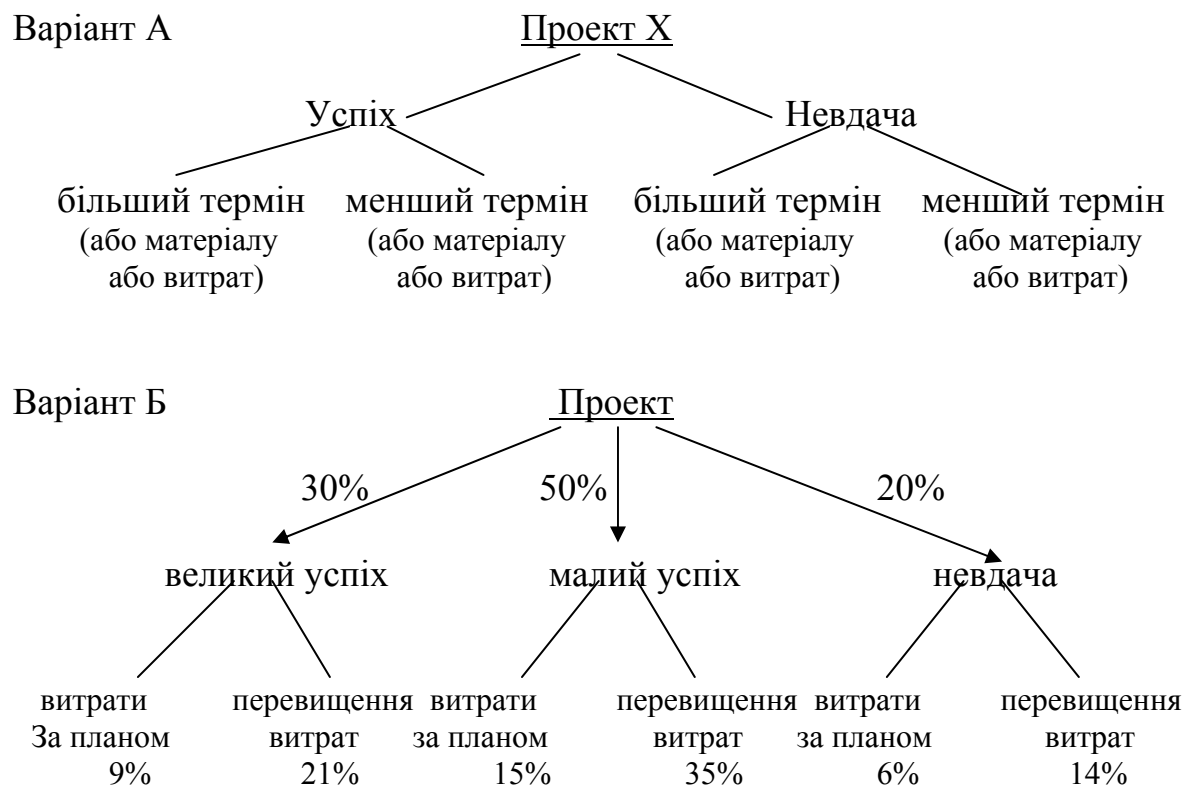 Варіант А Проект Х
Успіх Невдача
більший термін менший термін більший термін менший термін
(або матеріалу (або матеріалу (або матеріалу (або матеріалу
або витрат) або витрат) або витрат) або витрат)
Варіант Б Проект
30% 50% 20%
великий успіх малий успіх невдача
витрати перевищення витрати перевищення витрати перевищення
За планом витрат за планом витрат за планом витрат
9% 21% 15% 35% 6% 14%